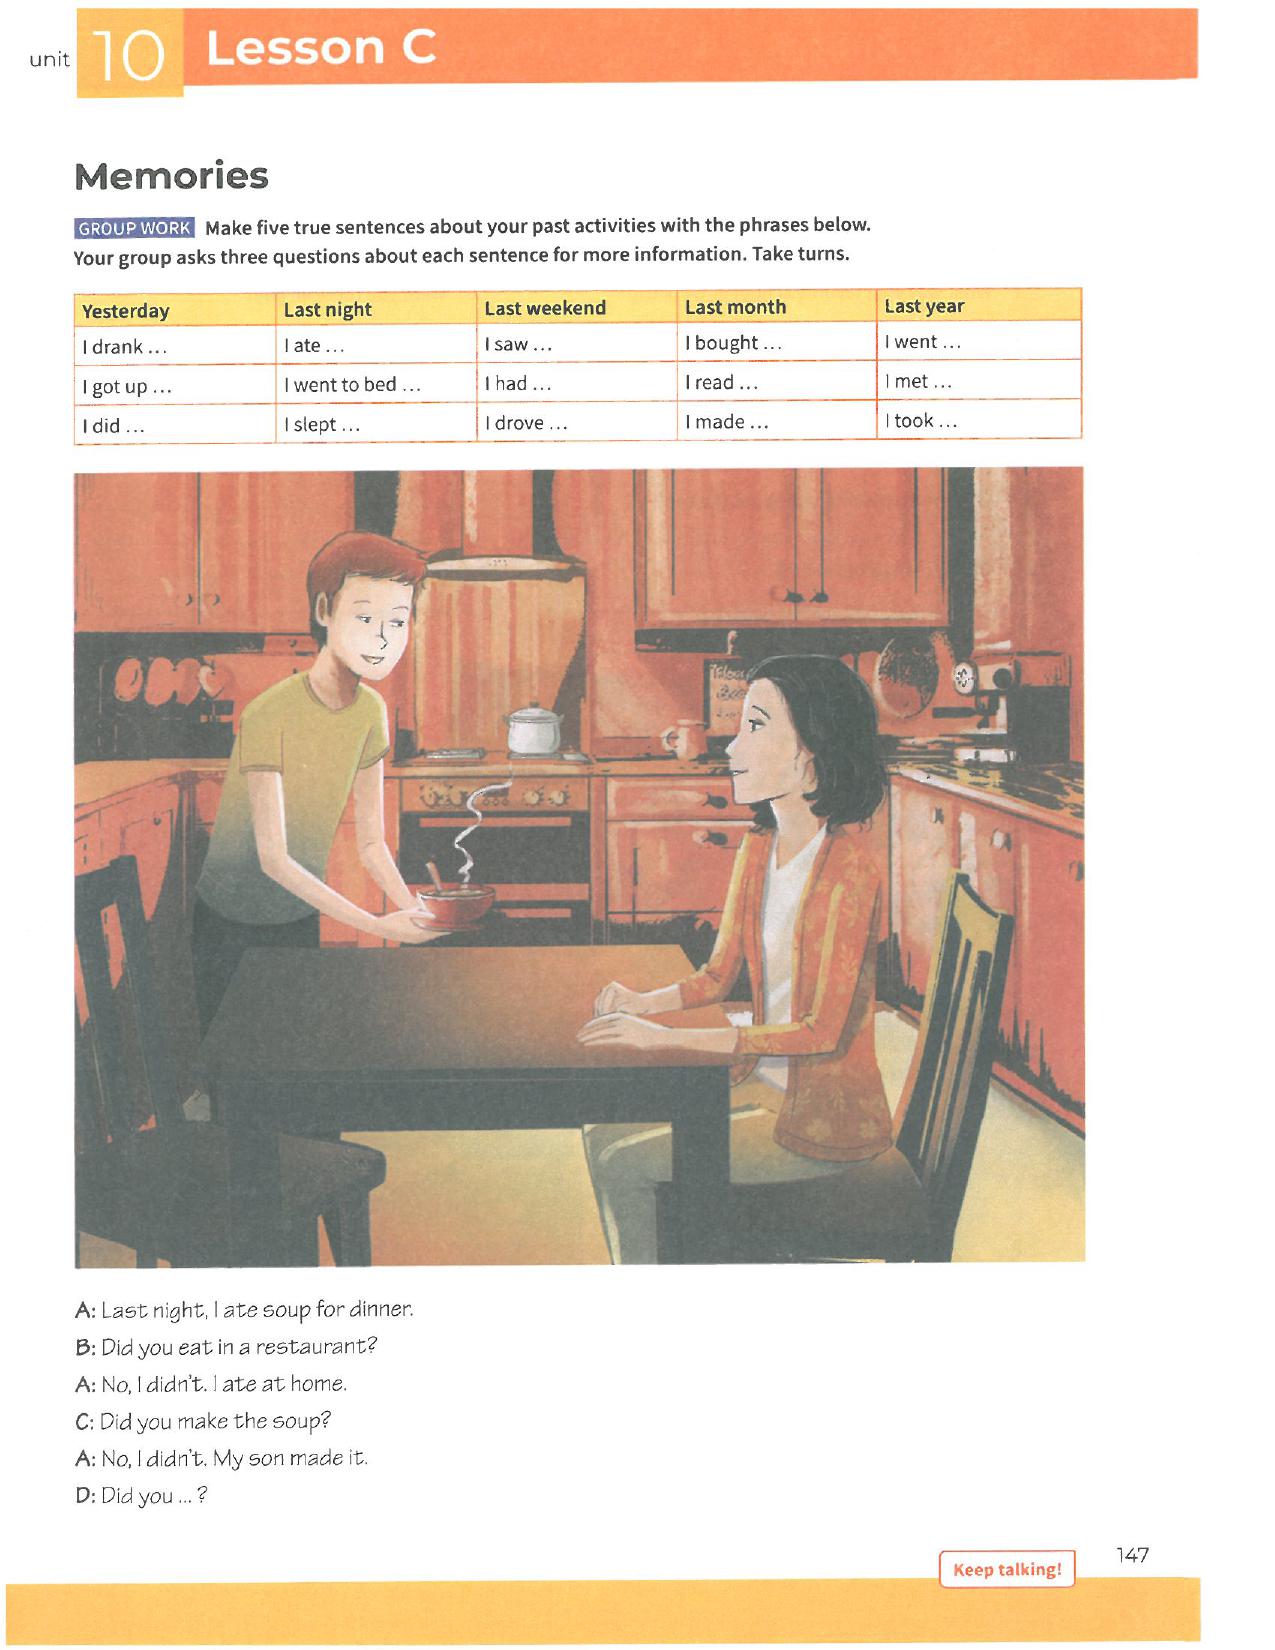 unit 10 Lesson C
Memories
GROUP WORK Make five true sentences about your past activities with the phrases below.
Your group asks three questions about each sentence for more information. Take turns.
Yesterday Last night Last weekend Last month Last year
I drank ... I ate ... I saw ... I bought ... I went ...
I got up ... I went to bed ... I had ... I read ... I met ...
I did ... I slept ... I drove ... I made ... I took ...
A: Last night, I ate soup for dinner.
B: Did you eat in a restaurant?
A: No, I didn't. I ate at home.
C: Did you make the soup?
A: No, I didn't. My son made it.
D: Did you ... ?
Keep talking!
147